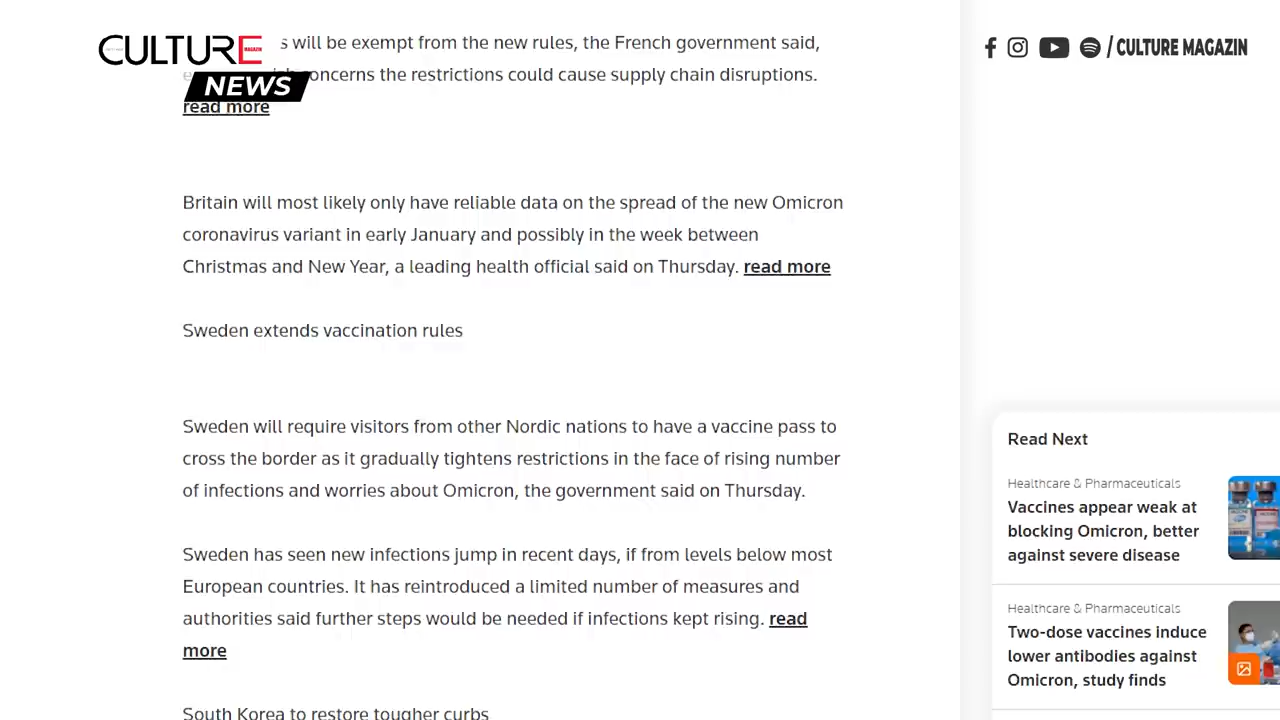 CULTURE
NEWS
/ CULTURE MAGAZIN
s will be exempt from the new rules, the French government said,
concerns the restrictions could cause supply chain disruptions.
read more
Britain will most likely only have reliable data on the spread of the new Omicron
coronavirus variant in early January and possibly in the week between
Christmas and New Year, a leading health official said on Thursday. read more
Sweden extends vaccination rules
Sweden will require visitors from other Nordic nations to have a vaccine pass to
cross the border as it gradually tightens restrictions in the face of rising number
of infections and worries about Omicron, the government said on Thursday.
Sweden has seen new infections jump in recent days, if from levels below most
European countries. It has reintroduced a limited number of measures and
authorities said further steps would be needed if infections kept rising. read
more
South Korea to restore tougher curbs
Read Next
Healthcare & Pharmaceuticals
Vaccines appear weak at
blocking Omicron, better
against severe disease
Healthcare & Pharmaceuticals
Two-dose vaccines induce
lower antibodies against
Omicron, study finds